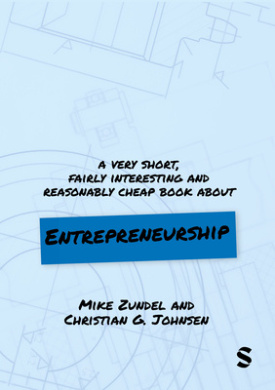 A VERY SHORT,
FAIRLY INTERESTING AND
REASONABLY CHEAP BOOK ABOUT
ENTREPRENEURSHIP
MIKE ZUNDEL AND
CHRISTIAN G. JOHNSEN
S